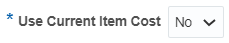 * Use Current Item Cost No